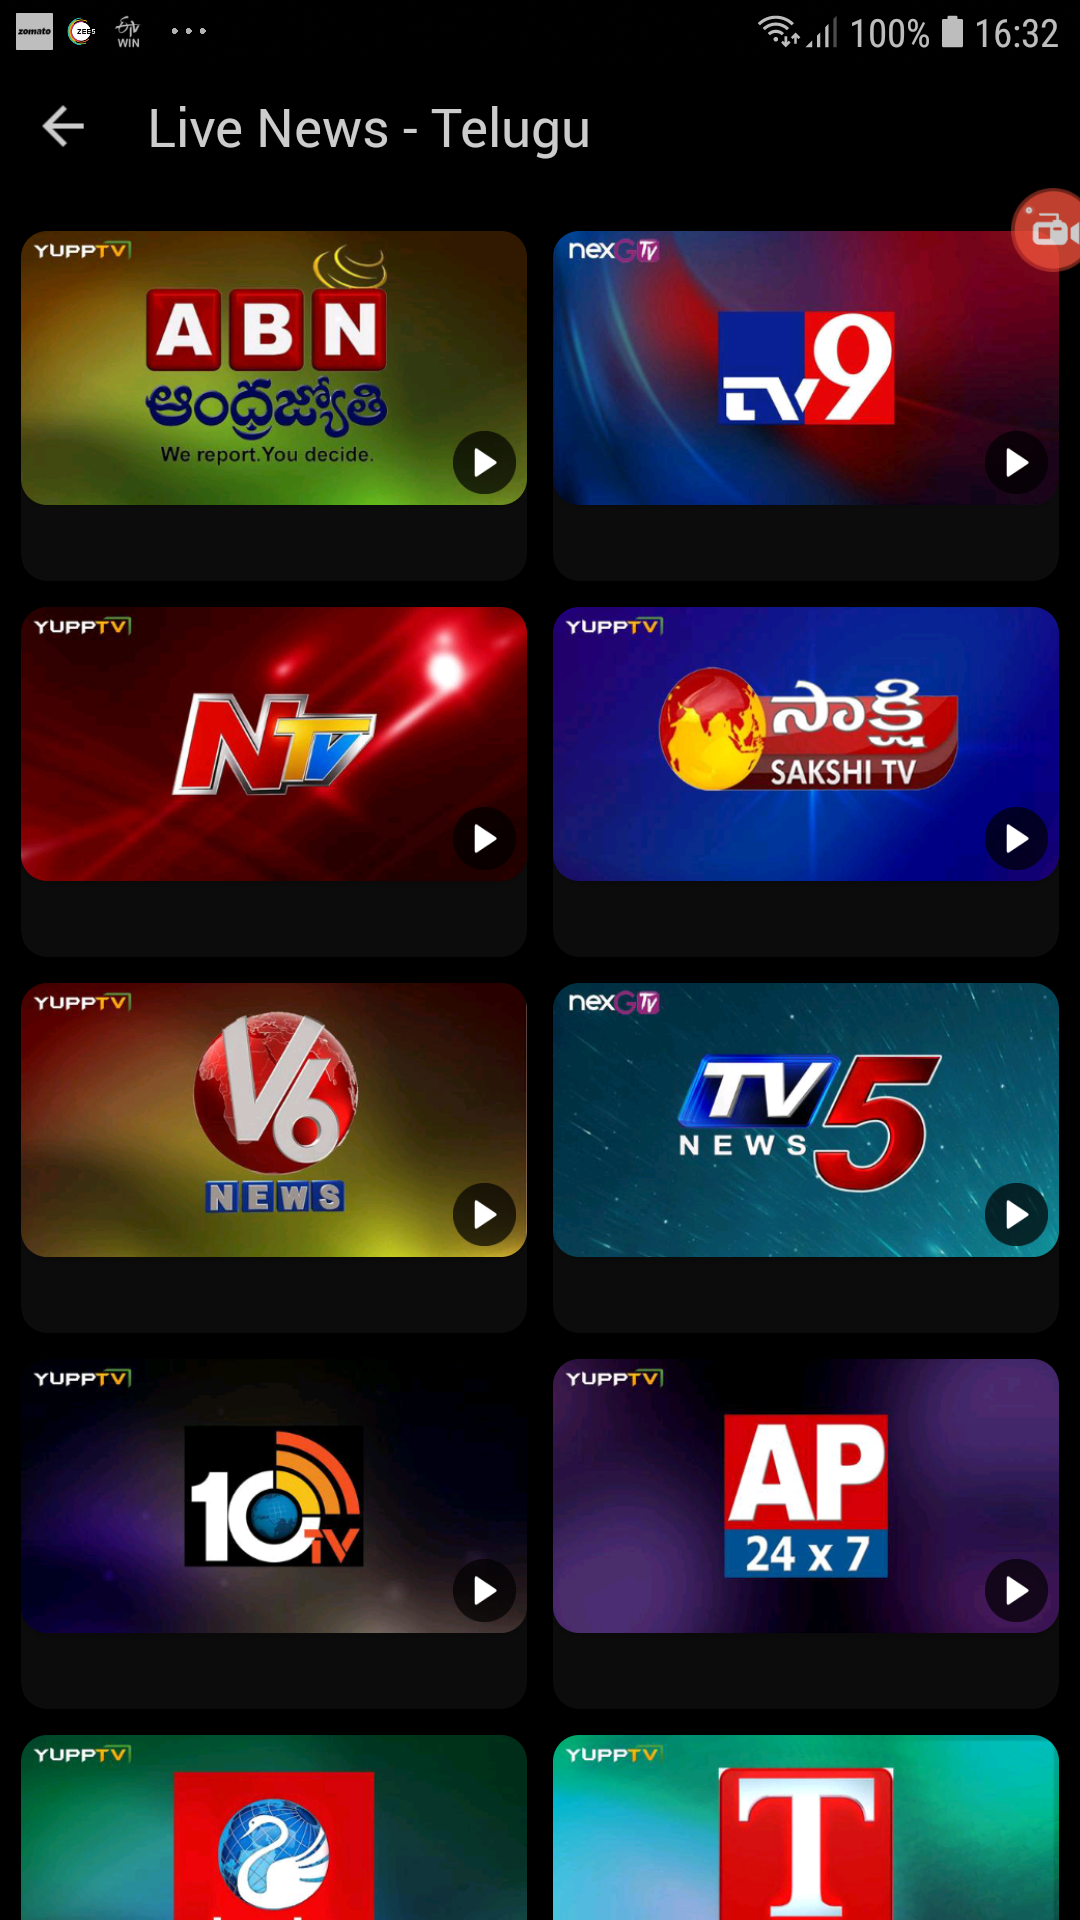 zomato ZEE5 ఈటీవీ WIN 100% 16:32
Live News - Telugu
YUPPTV
ABN
ఆంధ్రజ్యోతి
We report.You decide.
nexGTv
TV9
YUPPTV
NTV
YUPPTV
సాక్షి
SAKSHI TV
YUPPTV
V6
NEWS
nexGTv
TV5
NEWS
YUPPTV
10TV
YUPPTV
AP
24 x 7
YUPPTV
YUPPTV
T